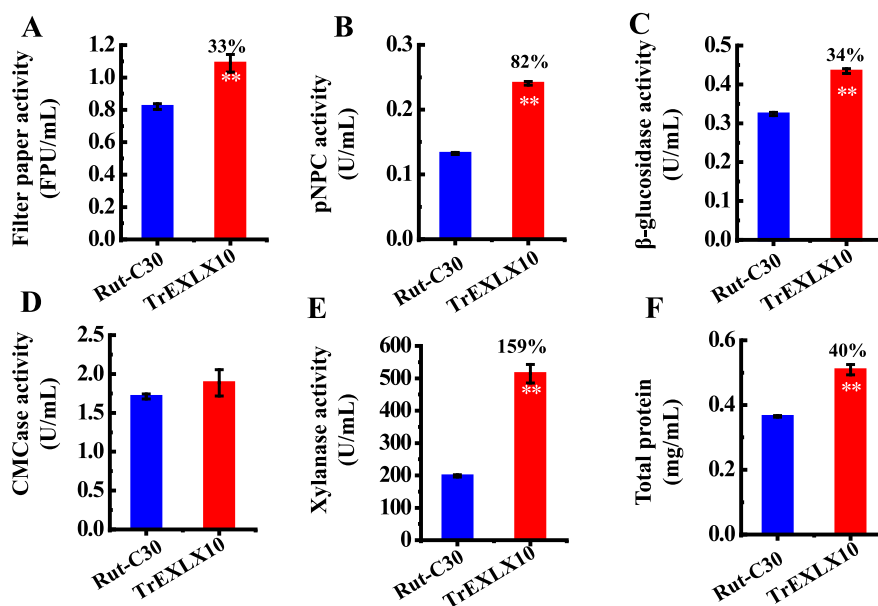 A
Filter paper activity
(FPU/mL)
1.2
1.0
0.8
0.6
0.4
0.2
0.0
33%
**
Rut-C30
TrEXLX10
B
pNPC activity
(U/mL)
0.3
0.2
0.1
0.0
82%
**
Rut-C30
TrEXLX10
C
β-glucosidase activity
(U/mL)
0.5
0.4
0.3
0.2
0.1
0.0
34%
**
Rut-C30
TrEXLX10
D
CMCase activity
(U/mL)
2.5
2.0
1.5
1.0
0.5
0.0
Rut-C30
TrEXLX10
E
Xylanase activity
(U/mL)
600
500
400
300
200
100
0
159%
**
Rut-C30
TrEXLX10
F
Total protein
(mg/mL)
0.6
0.4
0.2
0.0
40%
**
Rut-C30
TrEXLX10